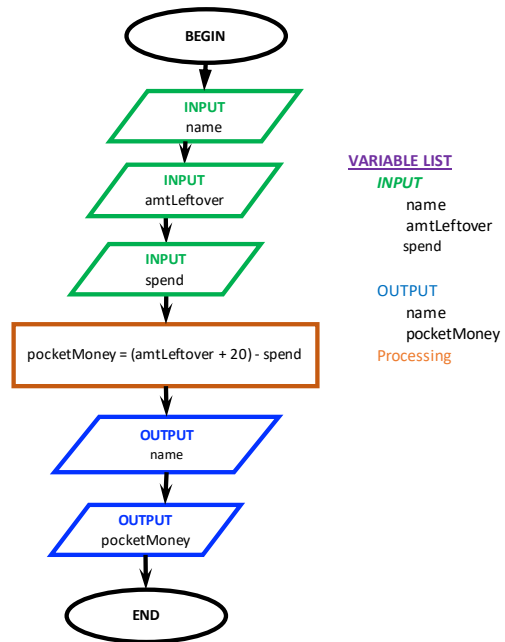 BEGIN
INPUT
name
INPUT
amtLeftover
INPUT
spend
pocketMoney = (amtLeftover + 20) - spend
OUTPUT
name
OUTPUT
pocketMoney
END
VARIABLE LIST
INPUT
name
amtLeftover
spend
OUTPUT
name
pocketMoney
Processing